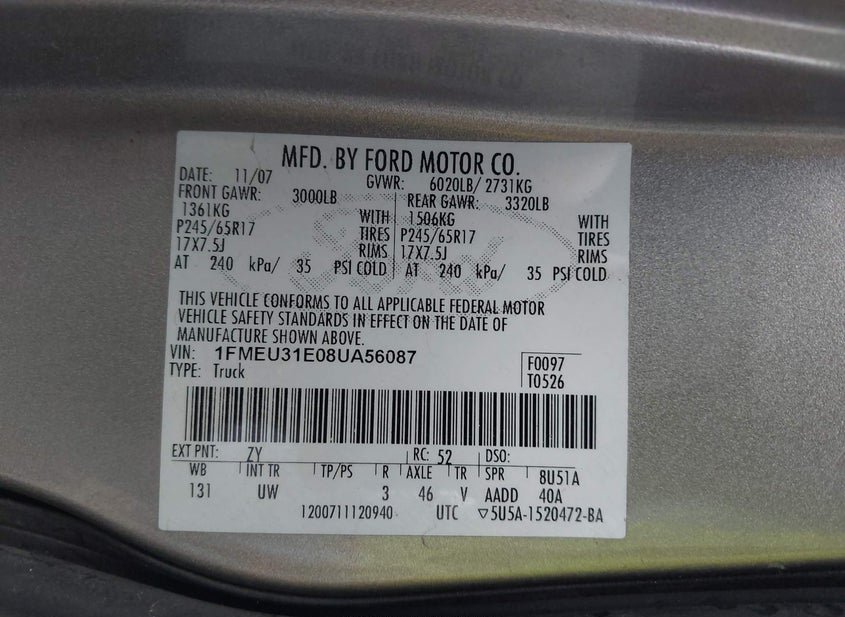 MFD. BY FORD MOTOR CO.
DATE: 11/07 GVWR: 6020LB/ 2731KG
FRONT GAWR: 3000LB REAR GAWR: 3320LB
1361KG WITH 1506KG WITH
P245/65R17 TIRES P245/65R17 TIRES
17X7.5J RIMS 17X7.5J RIMS
AT 240 kPa/ 35 PSI COLD AT 240 kPa/ 35 PSI COLD
Ford
THIS VEHICLE CONFORMS TO ALL APPLICABLE FEDERAL MOTOR
VEHICLE SAFETY STANDARDS IN EFFECT ON THE DATE OF
MANUFACTURE SHOWN ABOVE.
VIN: 1FMEU31E08UA56087 F0097
TYPE: Truck T0526
EXT PNT: ZY RC: 52 DSO:
WB INT TR TP/PS R AXLE TR SPR 8U51A
131 UW 3 46 V AADD 40A
1200711120940 UTC ▽5U5A-1520472-BA